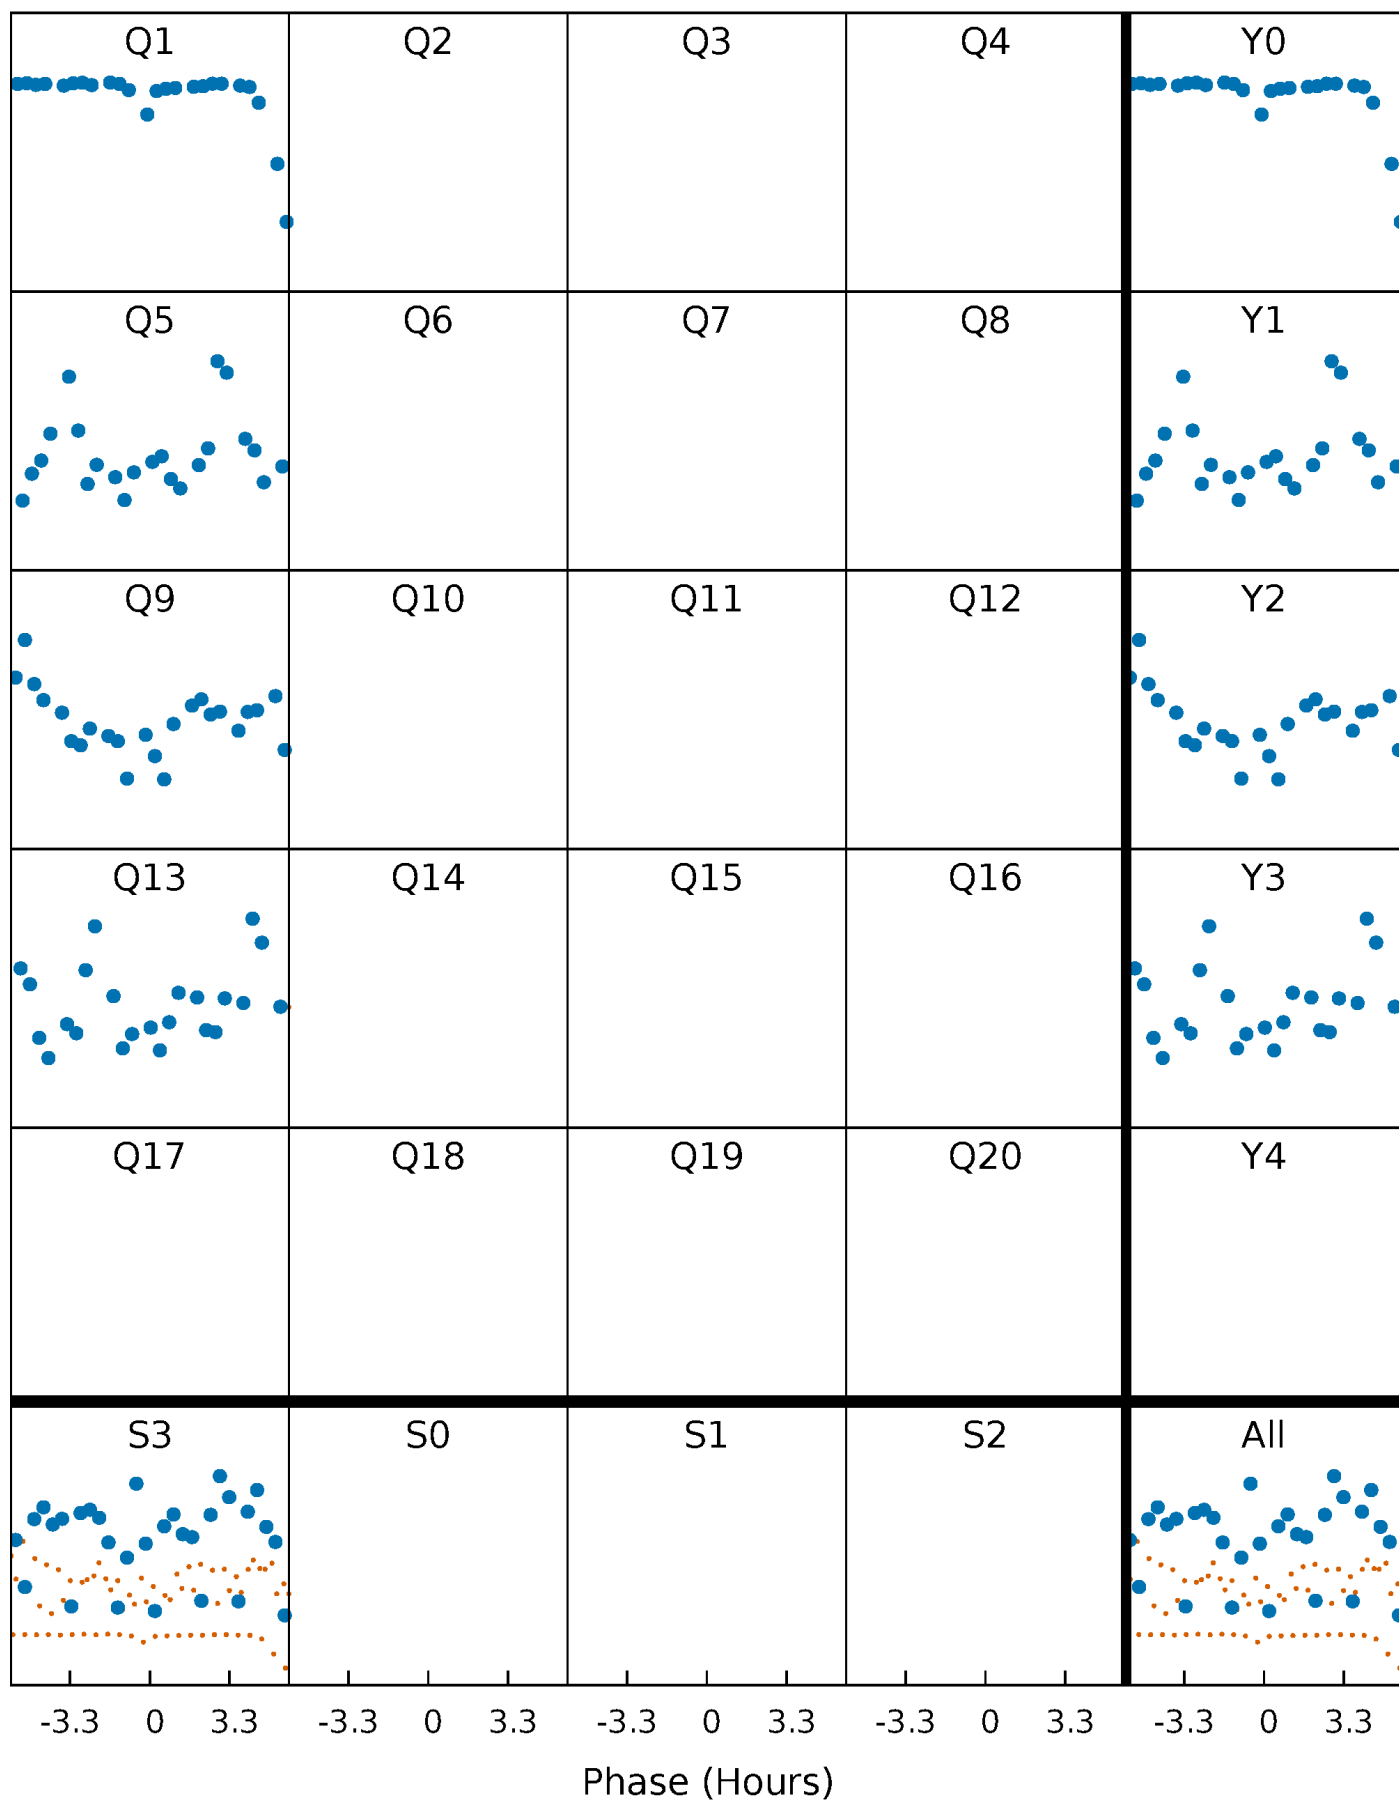 Q1 Q2 Q3 Q4 Y0
Q5 Q6 Q7 Q8 Y1
Q9 Q10 Q11 Q12 Y2
Q13 Q14 Q15 Q16 Y3
Q17 Q18 Q19 Q20 Y4
S3 S0 S1 S2 All
-3.3 0 3.3 -3.3 0 3.3 -3.3 0 3.3 -3.3 0 3.3 -3.3 0 3.3
Phase (Hours)